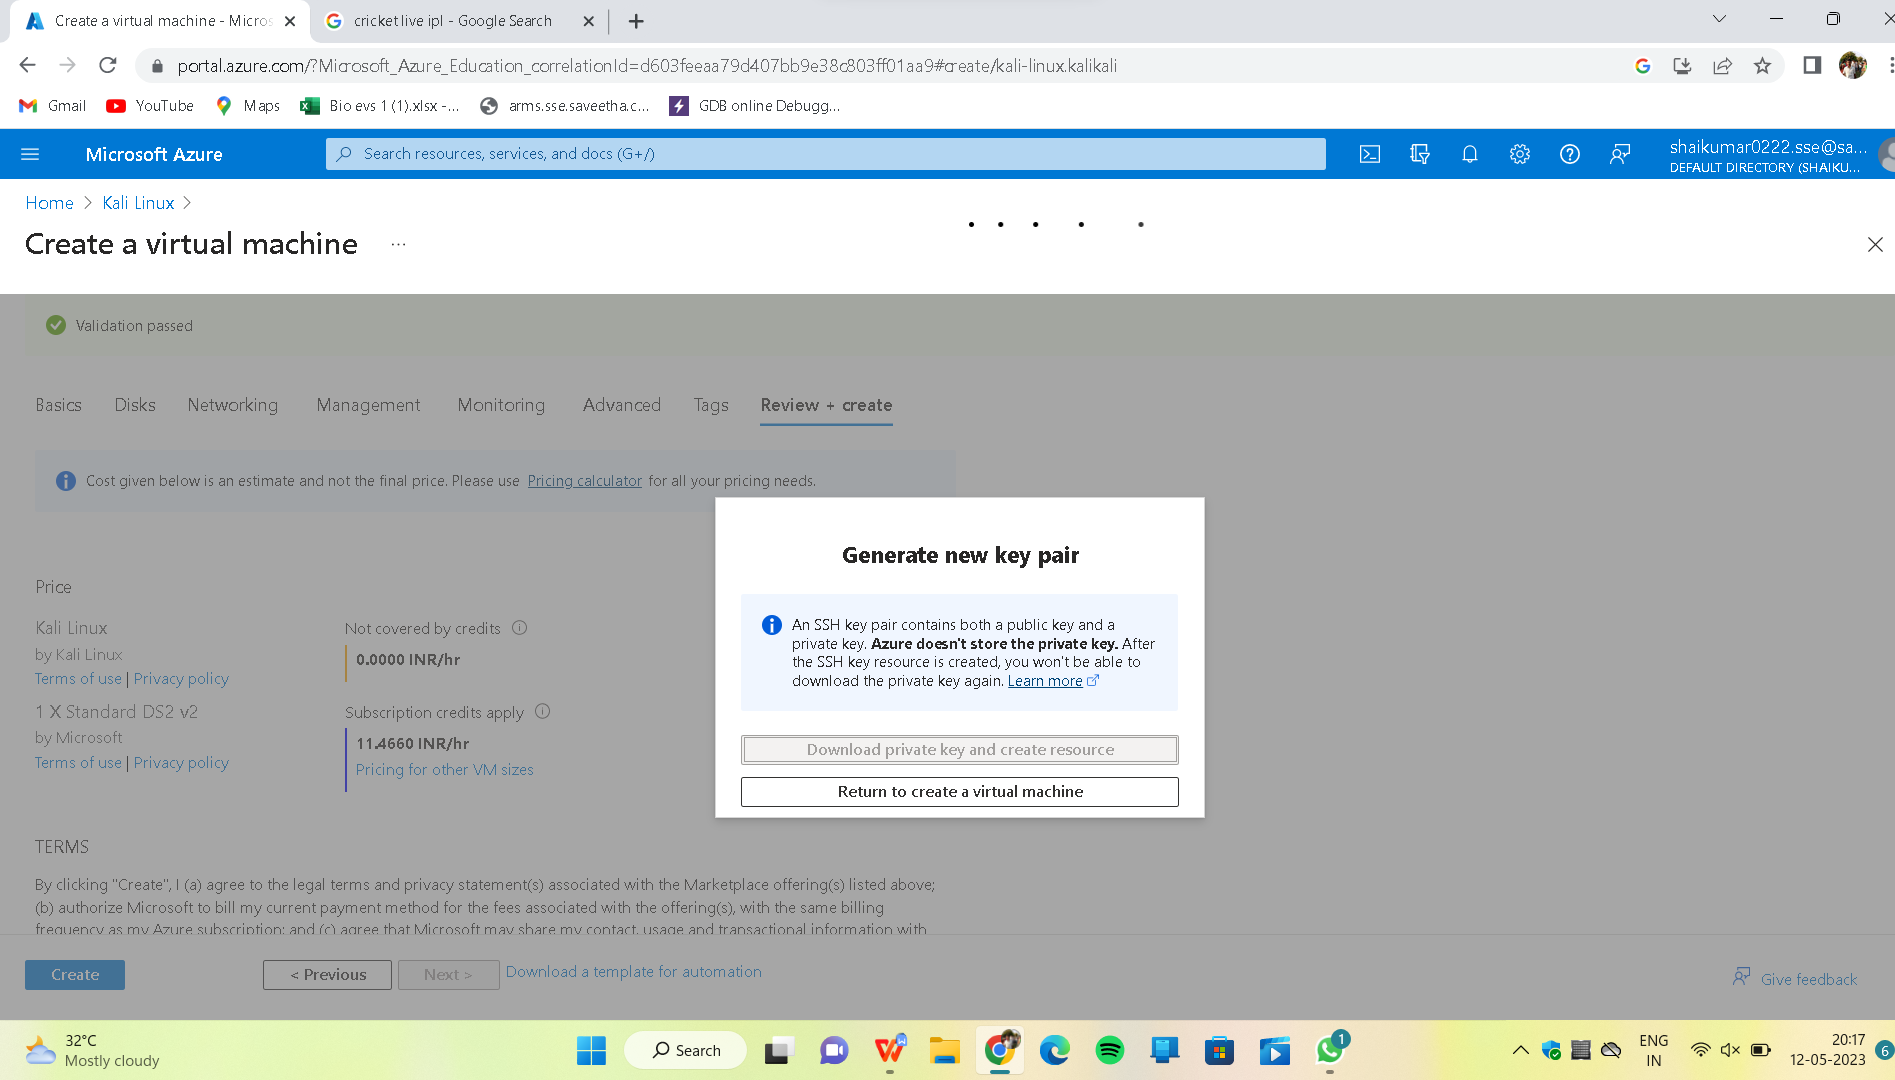 Create a virtual machine - Micros
cricket live ipl - Google Search
portal.azure.com/?Microsoft_Azure_Education_correlationId=d603feeaa79d407bb9e38c803ff01aa9#create/kali-linux.kalikali
Gmail
YouTube
Maps
Bio evs 1 (1).xlsx -...
arms.sse.saveetha.c...
GDB online Debugg...
Microsoft Azure
Search resources, services, and docs (G+/)
shaikumar0222.sse@sa...
DEFAULT DIRECTORY (SHAIKU...
Home > Kali Linux >
Create a virtual machine ...
Validation passed
Basics
Disks
Networking
Management
Monitoring
Advanced
Tags
Review + create
Cost given below is an estimate and not the final price. Please use Pricing calculator for all your pricing needs.
Price
Kali Linux
by Kali Linux
Terms of use | Privacy policy
Not covered by credits
0.0000 INR/hr
1 X Standard DS2 v2
by Microsoft
Terms of use | Privacy policy
Subscription credits apply
11.4660 INR/hr
Pricing for other VM sizes
TERMS
By clicking "Create", I (a) agree to the legal terms and privacy statement(s) associated with the Marketplace offering(s) listed above;
(b) authorize Microsoft to bill my current payment method for the fees associated with the offering(s), with the same billing
frequency as my Azure subscription; and (c) agree that Microsoft may share my contact, usage and transactional information with
Generate new key pair
An SSH key pair contains both a public key and a
private key. Azure doesn't store the private key. After
the SSH key resource is created, you won't be able to
download the private key again. Learn more
Download private key and create resource
Return to create a virtual machine
Create
< Previous
Next >
Download a template for automation
Give feedback
32°C
Mostly cloudy
Search
1
ENG
IN
20:17
12-05-2023
6